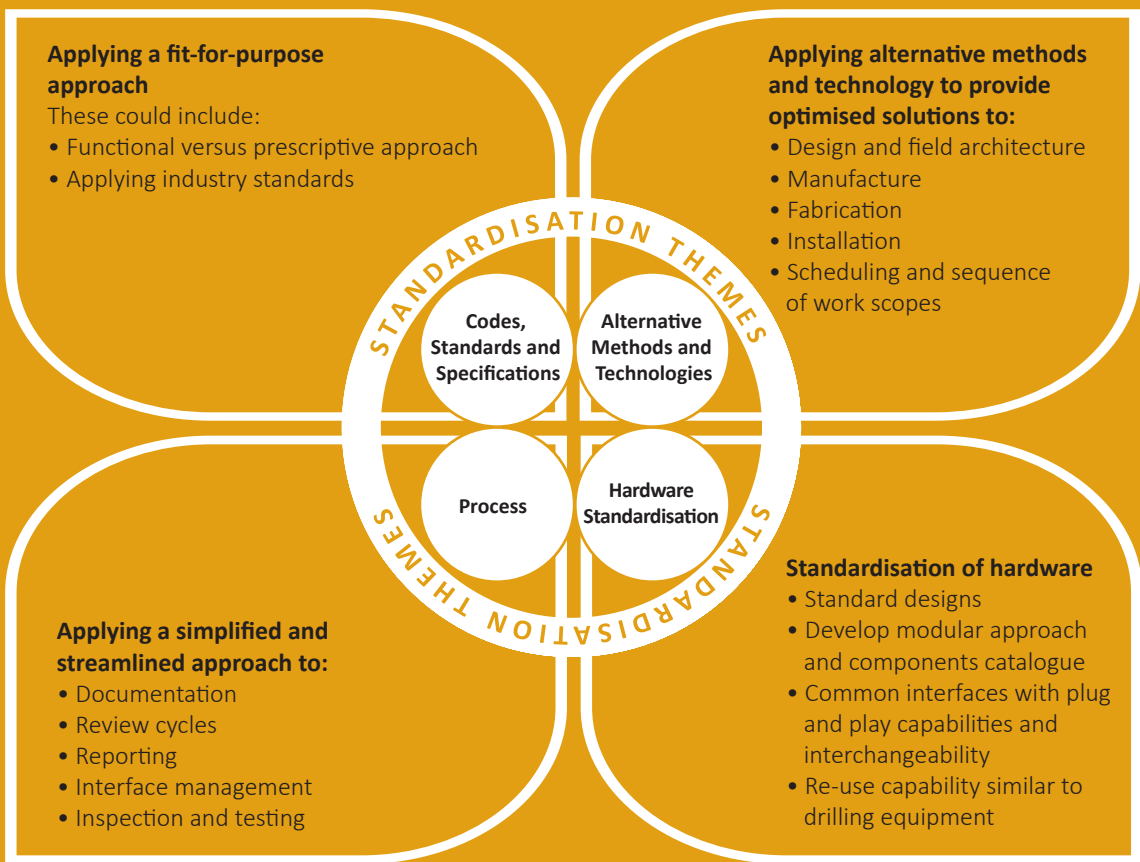 Applying a fit-for-purpose
approach
These could include:
• Functional versus prescriptive approach
• Applying industry standards
Applying alternative methods
and technology to provide
optimised solutions to:
• Design and field architecture
• Manufacture
• Fabrication
• Installation
• Scheduling and sequence
of work scopes
STANDARDISATION THEMES
Codes,
Standards and
Specifications
Alternative
Methods and
Technologies
Process
Hardware
Standardisation
STANDARDISATION THEMES
Applying a simplified and
streamlined approach to:
• Documentation
• Review cycles
• Reporting
• Interface management
• Inspection and testing
Standardisation of hardware
• Standard designs
• Develop modular approach
and components catalogue
• Common interfaces with plug
and play capabilities and
interchangeability
• Re-use capability similar to
drilling equipment